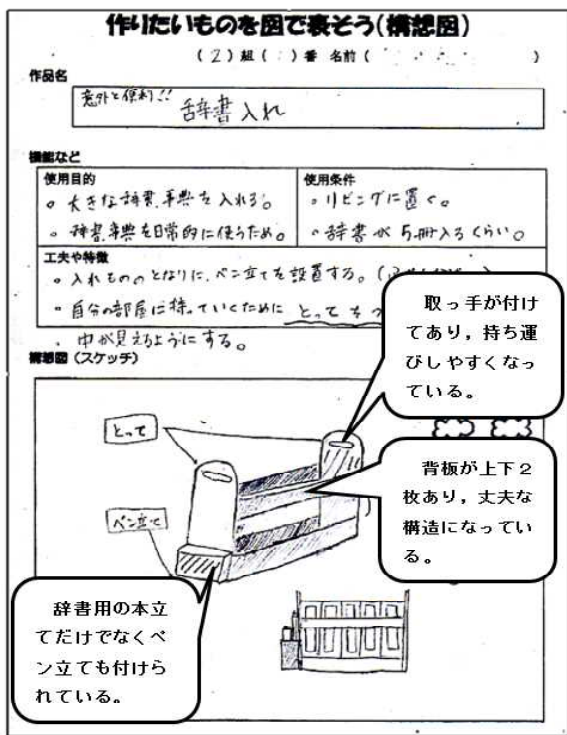 作りたいものを図で表そう(構想図)
(2)組( )番 名前( )
作品名
意外と便利!! 辞書入れ
機能など
使用目的
。大きな辞書、事典を入れる。
。辞書、事典を日常的に使うため。
使用条件
。リビングに置く。
。辞書が5冊入るくらい。
工夫や特徴
。入れもののとなりに、ペン立てを設置する。(
。自分の部屋に持っていくために とってをつ
。中が見えるようにする。
構想図(スケッチ)
取っ手が付け
てあり,持ち運
びしやすくなっ
ている。
とって
背板が上下2
枚あり,丈夫な
構造になってい
る。
ペン立て
辞書用の本立
てだけでなくペ
ン立ても付けら
れている。